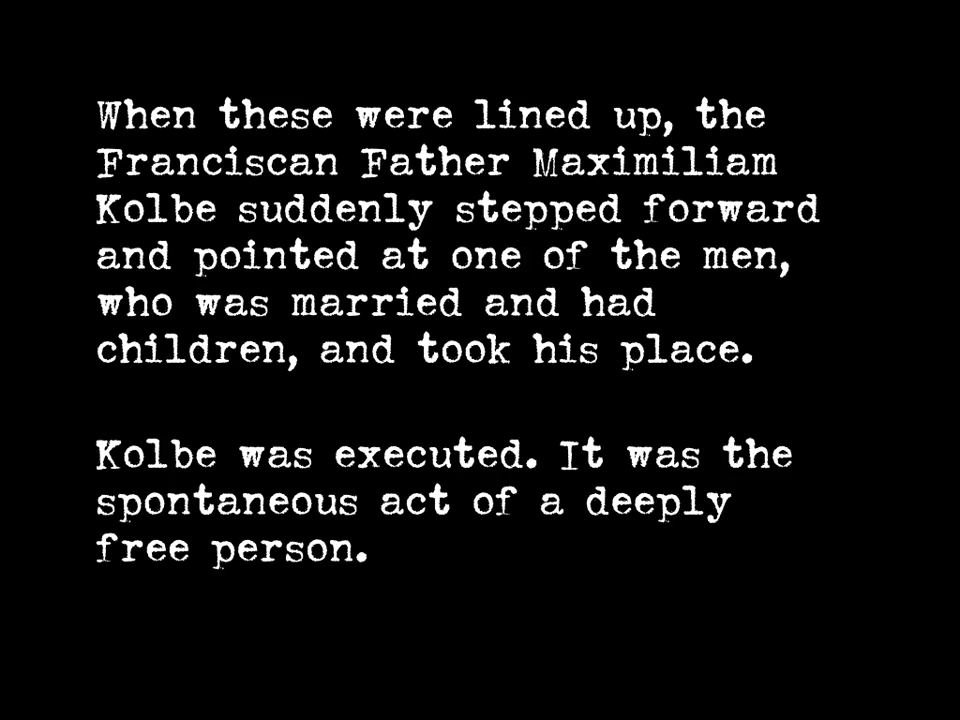 When these were lined up, the
Franciscan Father Maximiliam
Kolbe suddenly stepped forward
and pointed at one of the men,
who was married and had
children, and took his place.
Kolbe was executed. It was the
spontaneous act of a deeply
free person.